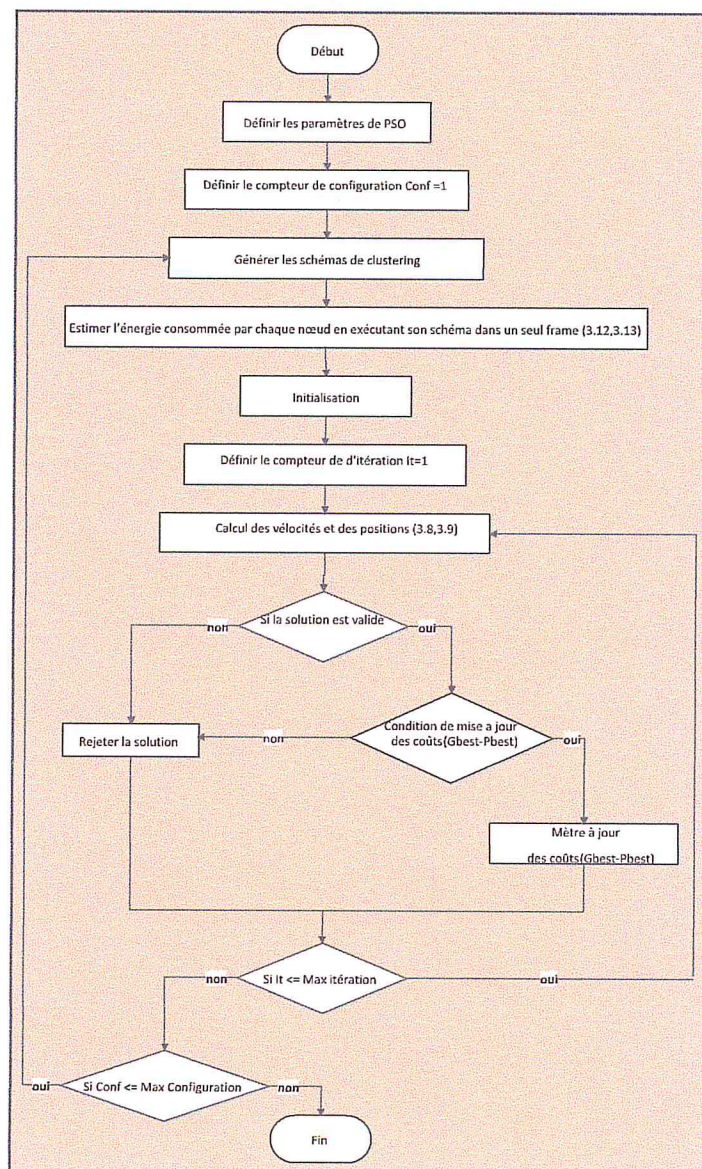 Début
Définir les paramètres de PSO
Définir le compteur de configuration Conf =1
Générer les schémas de clustering
Estimer l'énergie consommée par chaque nœud en exécutant son schéma dans un seul frame (3.12,3.13)
Initialisation
Définir le compteur de d'itération It=1
Calcul des vélocités et des positions (3.8,3.9)
Si la solution est valide
non
oui
Condition de mise a jour
des coûts(Gbest-Pbest)
non
oui
Rejeter la solution
Mètre à jour
des coûts(Gbest-Pbest)
non
Si It <= Max itération
oui
oui
Si Conf <= Max Configuration
non
Fin